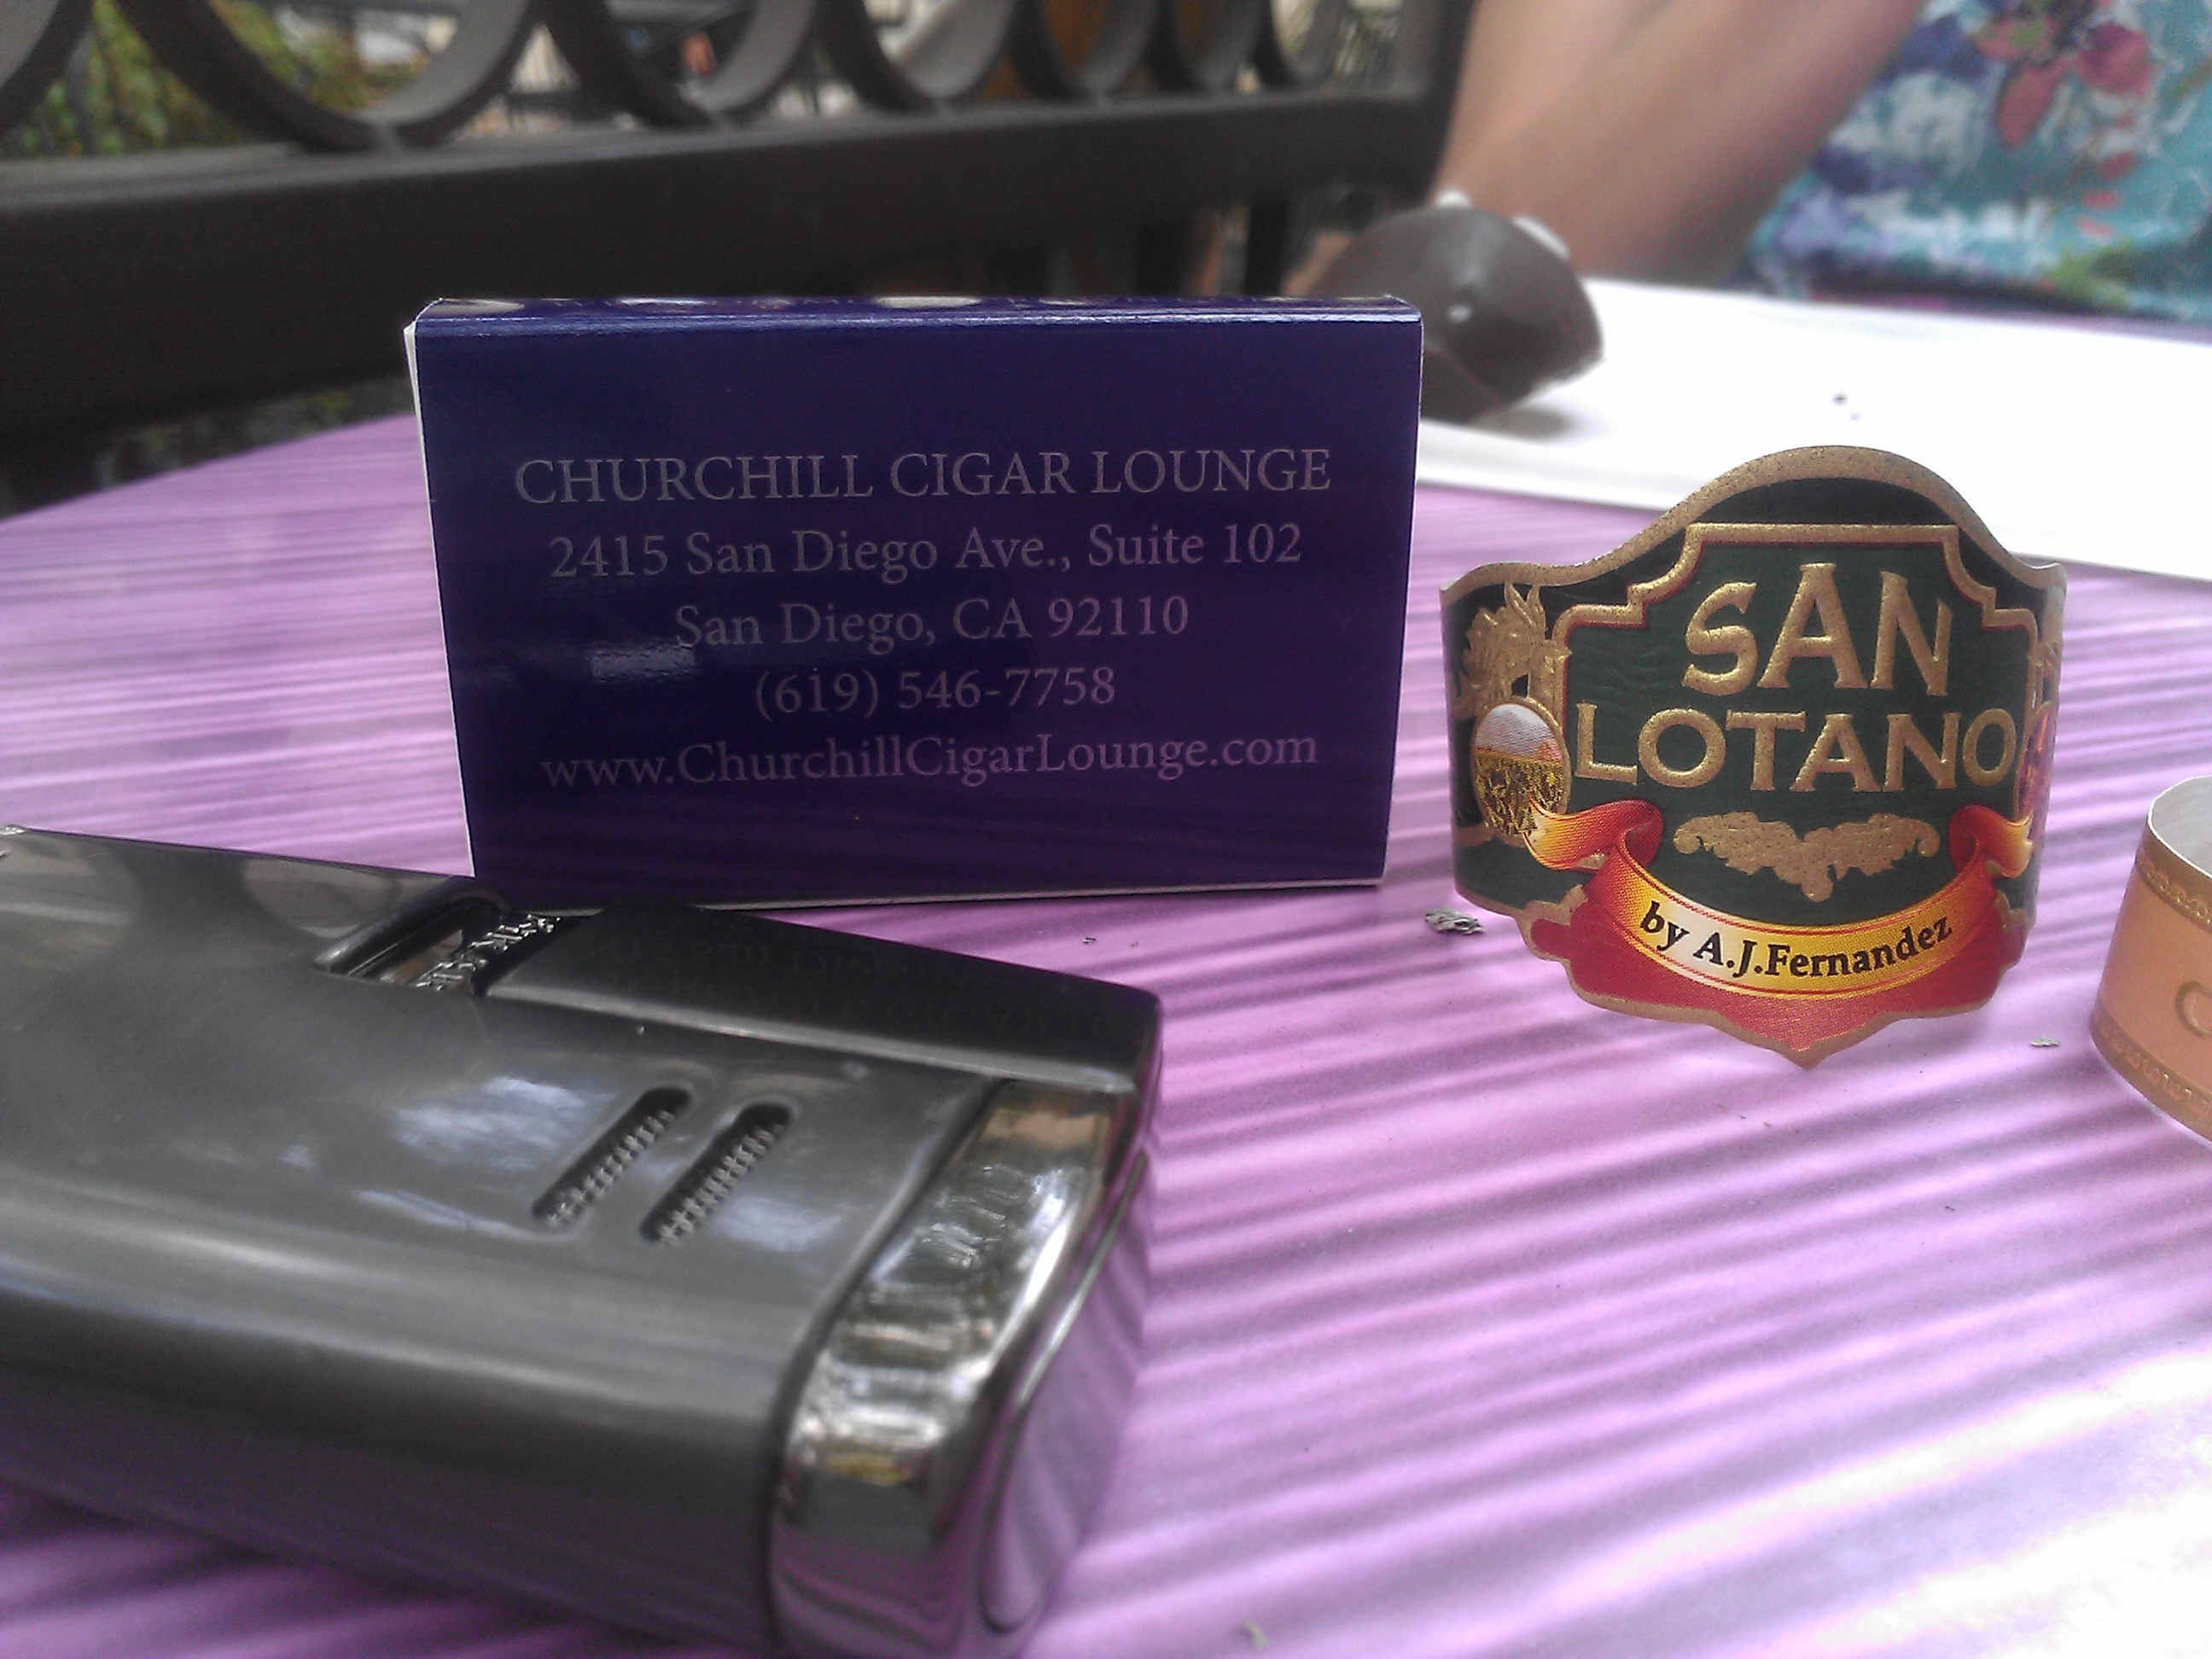 CHURCHILL CIGAR LOUNGE
2415 San Diego Ave., Suite 102
San Diego, CA 92110
(619) 546-7758
www.ChurchillCigarLounge.com
SAN
LOTANO
by A.J.Fernandez